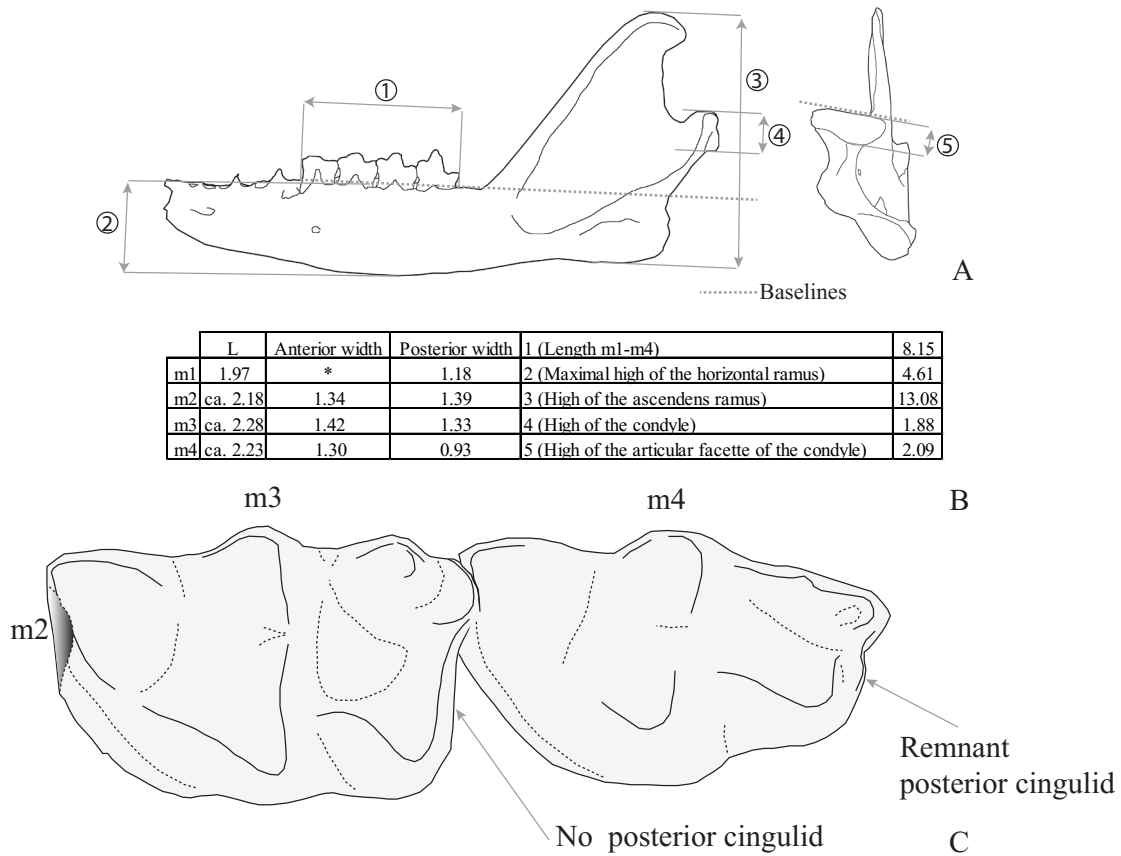 ①
②
③
④
⑤
A
Baselines
L Anterior width Posterior width 1 (Length m1-m4) 8.15
m1 1.97 * 1.18 2 (Maximal high of the horizontal ramus) 4.61
m2 ca. 2.18 1.34 1.39 3 (High of the ascendens ramus) 13.08
m3 ca. 2.28 1.42 1.33 4 (High of the condyle) 1.88
m4 ca. 2.23 1.30 0.93 5 (High of the articular facette of the condyle) 2.09
B
m3 m4
m2
Remnant
posterior cingulid
No posterior cingulid
C